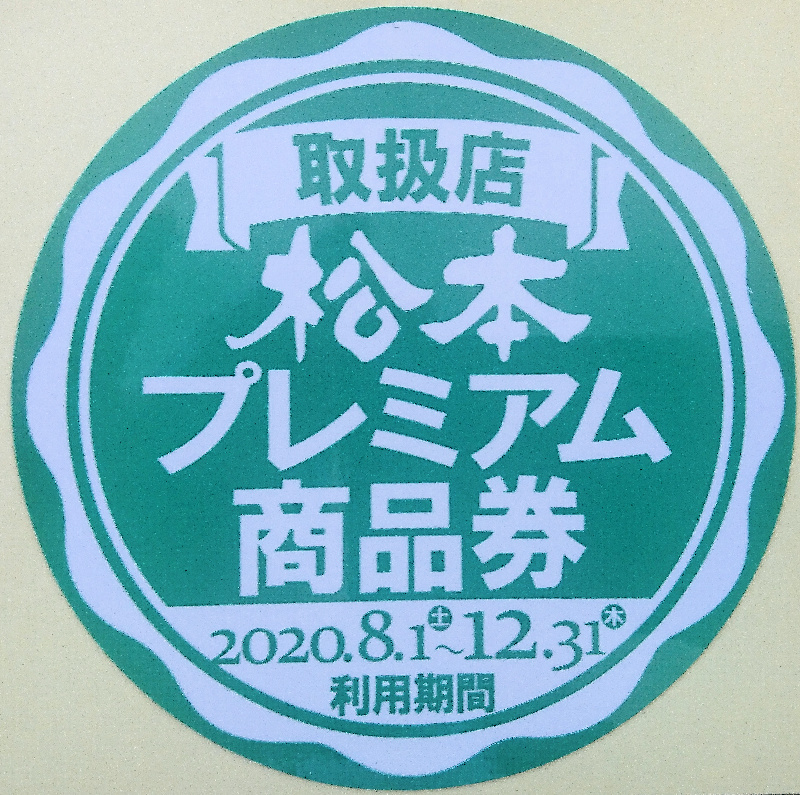 取扱店
松本
プレミアム
商品券
2020.8.1㊏~12.31㊍
利用期間